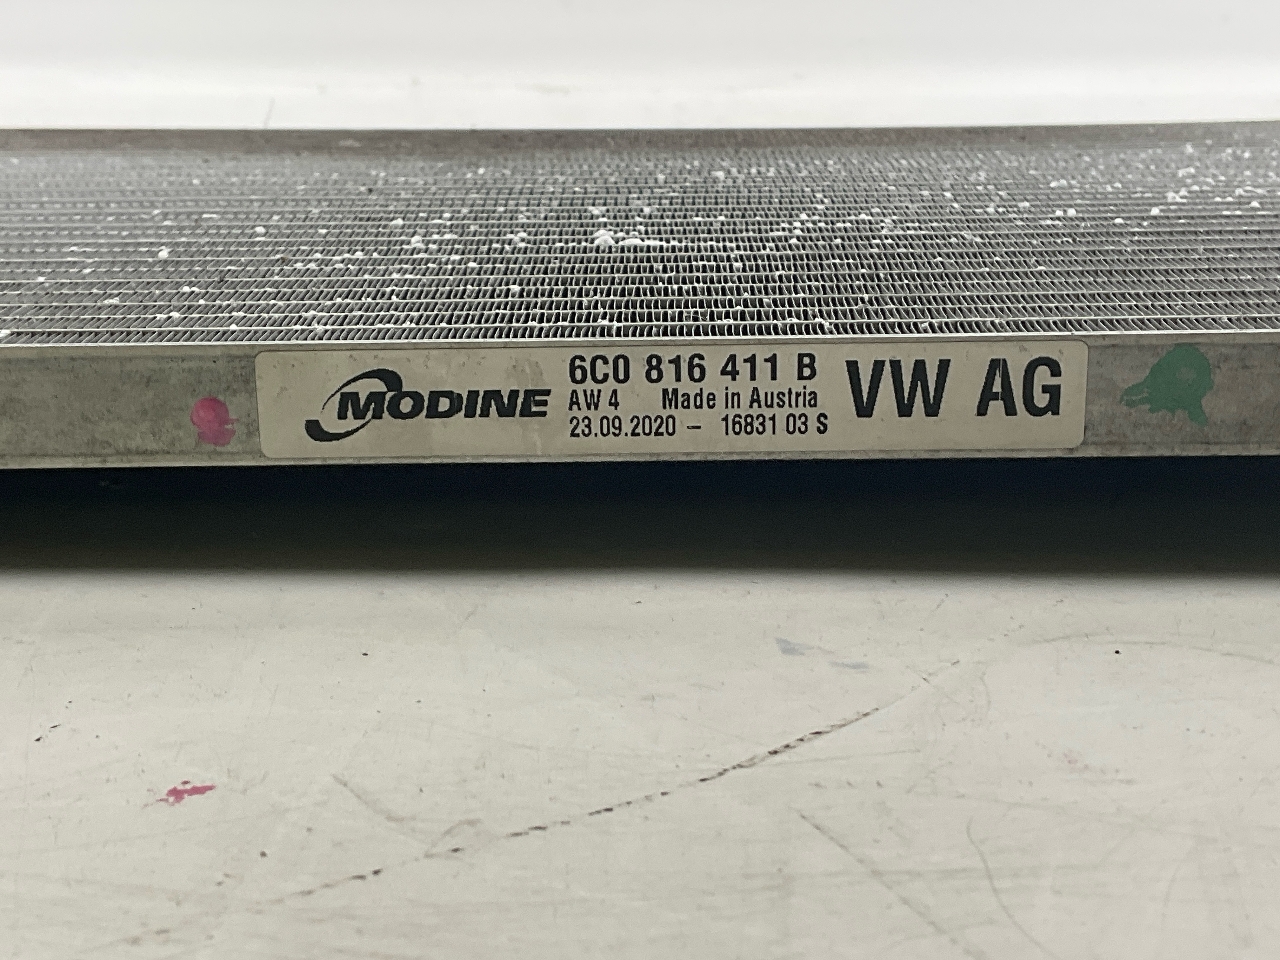 MODINE
6C0 816 411 B
AW 4 Made in Austria
23.09.2020 – 16831 03 S
VW AG